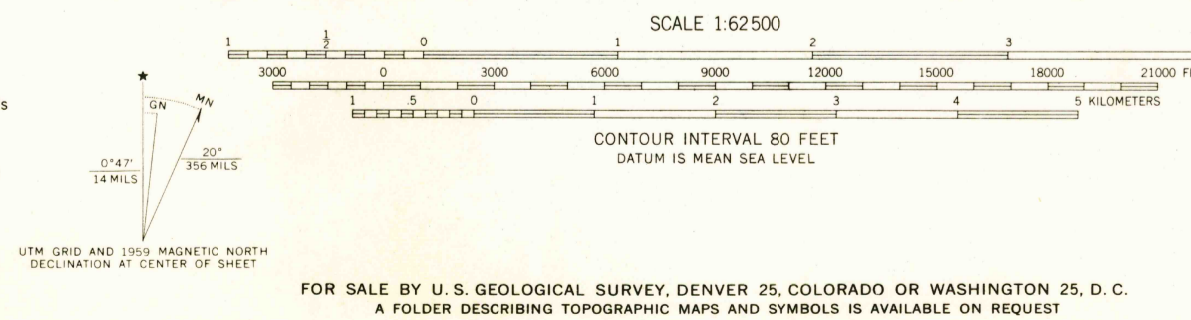 SCALE 1:62 500
1 1/2 0 1 2 3
3000 0 3000 6000 9000 12000 15000 18000 21000 F
1 .5 0 1 2 3 4 5 KILOMETERS
CONTOUR INTERVAL 80 FEET
DATUM IS MEAN SEA LEVEL
S
★
GN
MN
0°47'
14 MILS
20°
356 MILS
UTM GRID AND 1959 MAGNETIC NORTH
DECLINATION AT CENTER OF SHEET
FOR SALE BY U. S. GEOLOGICAL SURVEY, DENVER 25, COLORADO OR WASHINGTON 25, D. C.
A FOLDER DESCRIBING TOPOGRAPHIC MAPS AND SYMBOLS IS AVAILABLE ON REQUEST